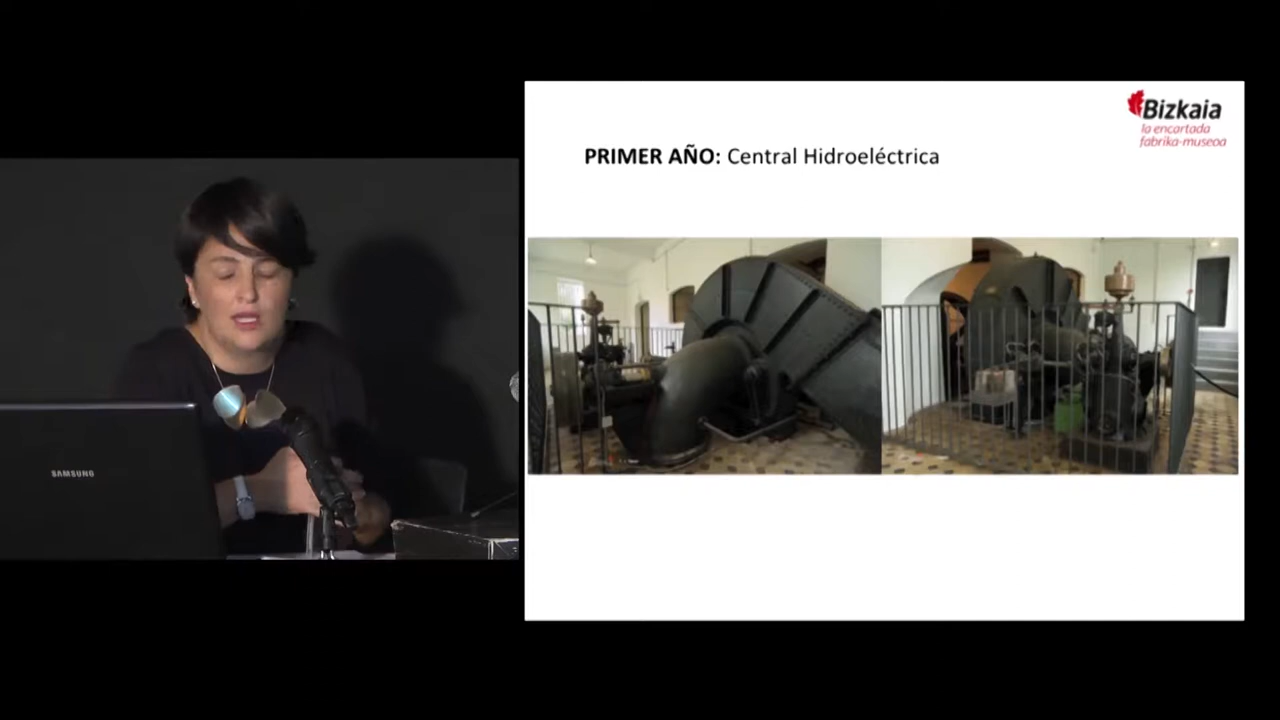 Bizkaia
la encartada
fabrika-museoa
PRIMER AÑO: Central Hidroeléctrica
SAMSUNG